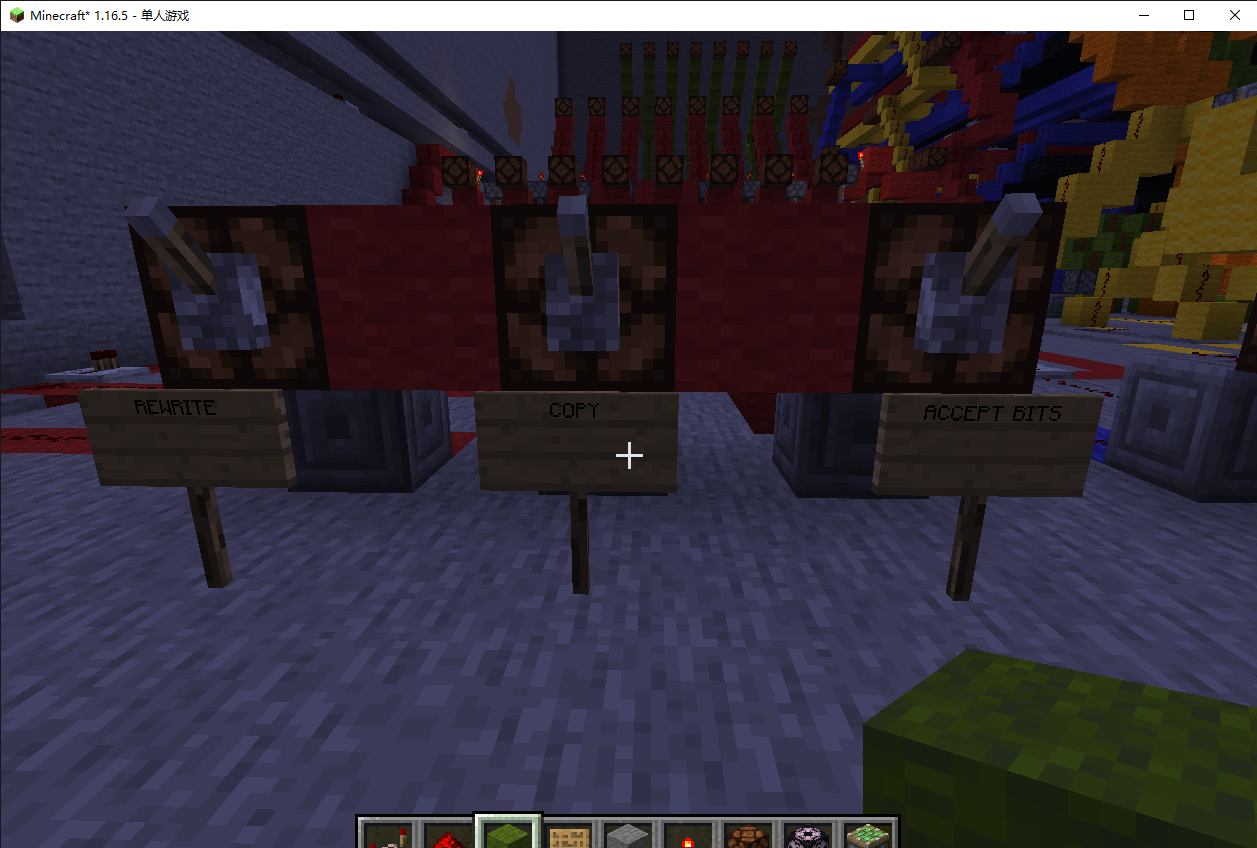 Minecraft* 1.16.5 - 单人游戏
REWRITE
COPY
ACCEPT BITS